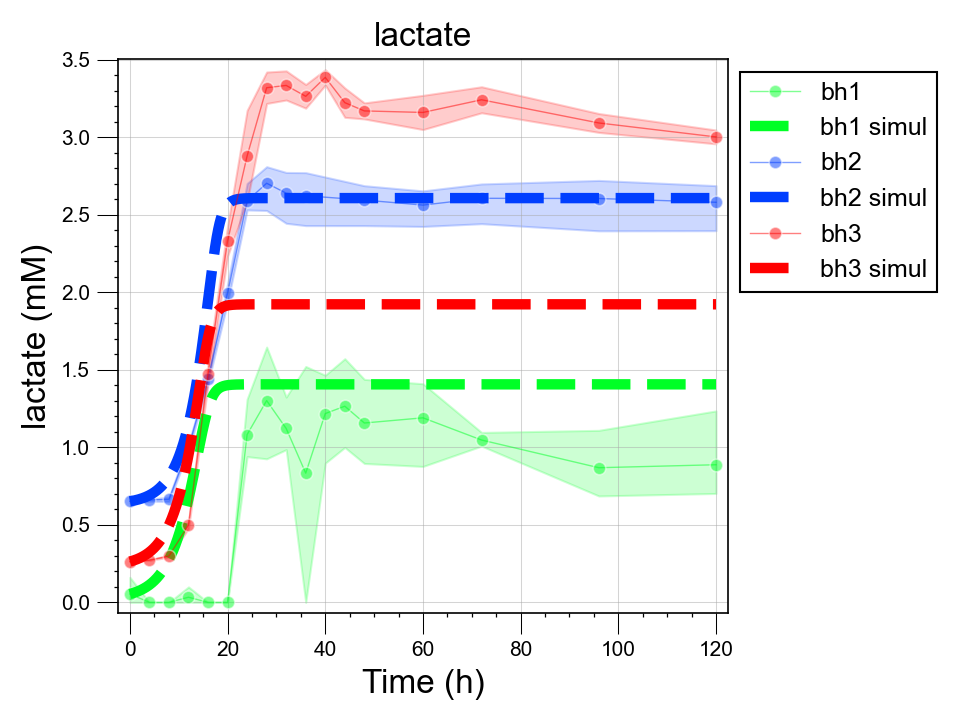 lactate
lactate (mM)
3.5
3.0
2.5
2.0
1.5
1.0
0.5
0.0
0 20 40 60 80 100 120
Time (h)
bh1
bh1 simul
bh2
bh2 simul
bh3
bh3 simul